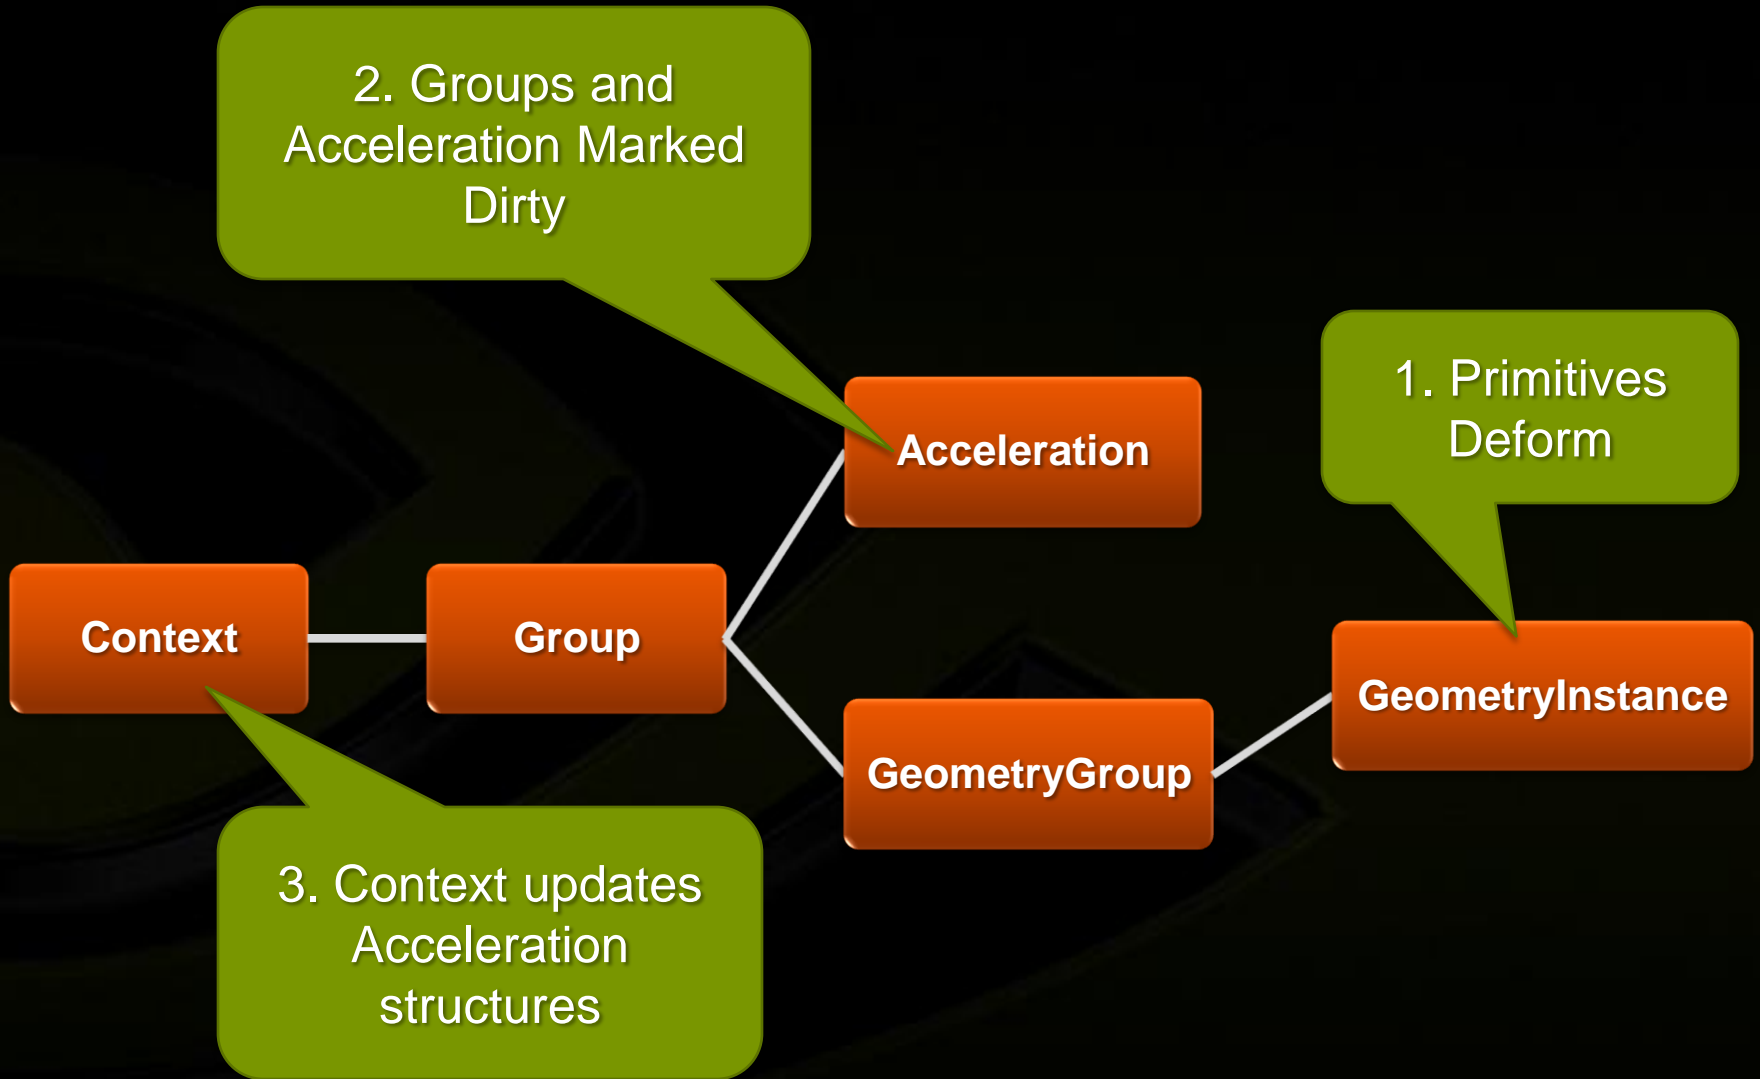 2. Groups and
Acceleration Marked
Dirty
1. Primitives
Deform
Acceleration
Context
Group
GeometryInstance
GeometryGroup
3. Context updates
Acceleration
structures